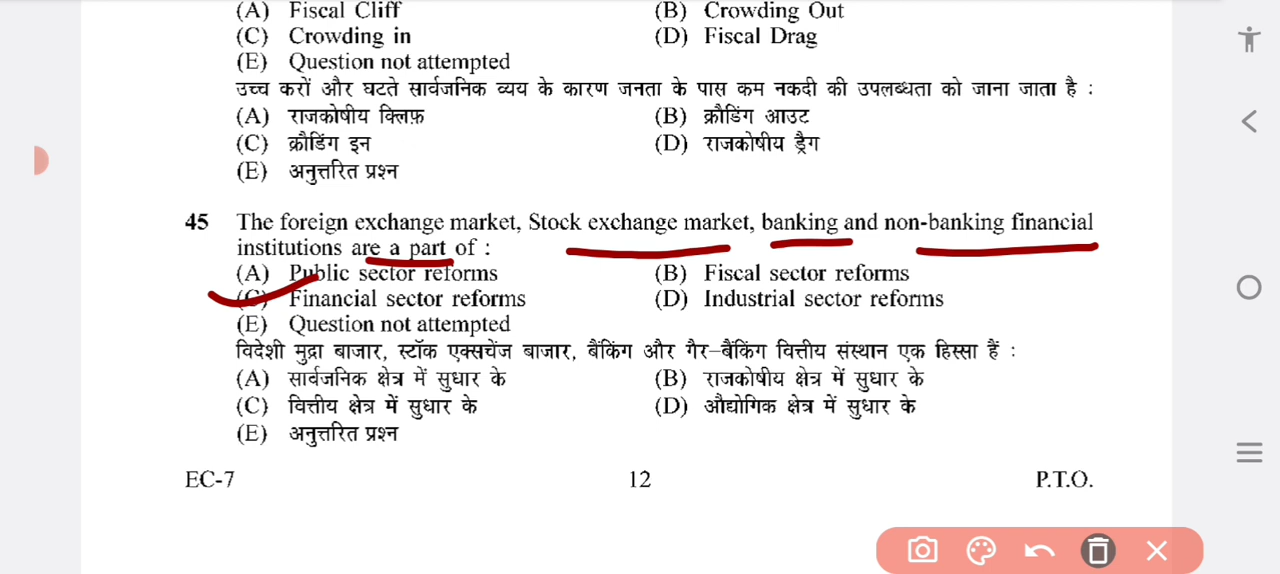 (A) Fiscal Cliff (B) Crowding Out
(C) Crowding in (D) Fiscal Drag
(E) Question not attempted
उच्च करों और घटते सार्वजनिक व्यय के कारण जनता के पास कम नकदी की उपलब्धता को जाना जाता है :
(A) राजकोषीय क्लिफ़ (B) क्रौडिंग आउट
(C) क्रौडिंग इन (D) राजकोषीय ड्रैग
(E) अनुत्तरित प्रश्न
45 The foreign exchange market, Stock exchange market, banking and non-banking financial
institutions are a part of :
(A) Public sector reforms (B) Fiscal sector reforms
(C) Financial sector reforms (D) Industrial sector reforms
(E) Question not attempted
विदेशी मुद्रा बाजार, स्टॉक एक्सचेंज बाजार, बैंकिंग और गैर–बैंकिंग वित्तीय संस्थान एक हिस्सा हैं :
(A) सार्वजनिक क्षेत्र में सुधार के (B) राजकोषीय क्षेत्र में सुधार के
(C) वित्तीय क्षेत्र में सुधार के (D) औद्योगिक क्षेत्र में सुधार के
(E) अनुत्तरित प्रश्न
EC-7 12 P.T.O.